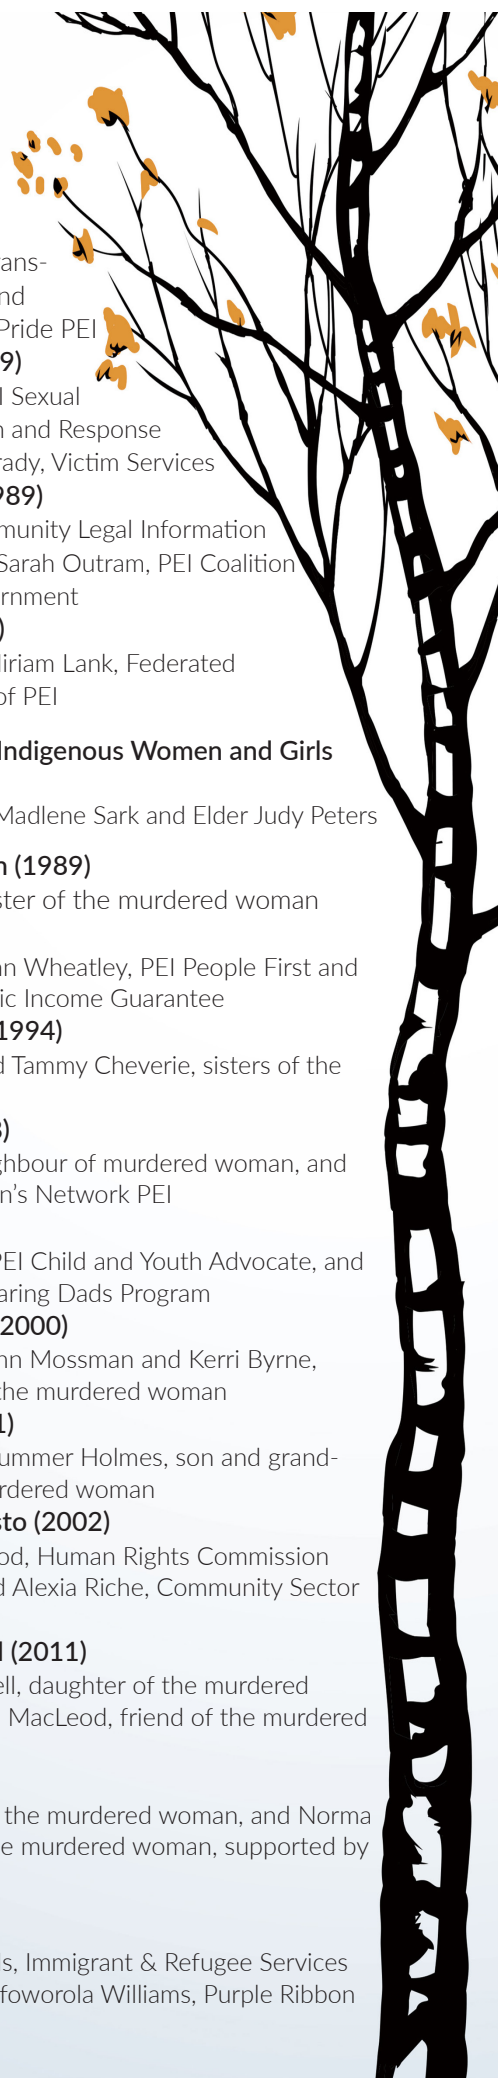 ans-
nd
Pride PEI
9)
Sexual
and Response
rady, Victim Services
989)
munity Legal Information
Sarah Outram, PEI Coalition
rnment
)
iriam Lank, Federated
of PEI
Indigenous Women and Girls
Madlene Sark and Elder Judy Peters
n (1989)
ster of the murdered woman
nn Wheatley, PEI People First and
ic Income Guarantee
1994)
d Tammy Cheverie, sisters of the
)
ghbour of murdered woman, and
n's Network PEI
PEI Child and Youth Advocate, and
aring Dads Program
2000)
nn Mossman and Kerri Byrne,
the murdered woman
1)
ummer Holmes, son and grand-
rdered woman
sto (2002)
od, Human Rights Commission
d Alexia Riche, Community Sector
l (2011)
ell, daughter of the murdered
MacLeod, friend of the murdered
the murdered woman, and Norma
e murdered woman, supported by
ls, Immigrant & Refugee Services
foworola Williams, Purple Ribbon